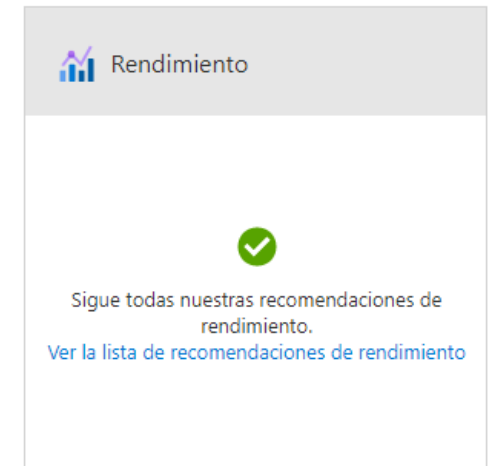 Rendimiento
Sigue todas nuestras recomendaciones de
rendimiento.
Ver la lista de recomendaciones de rendimiento